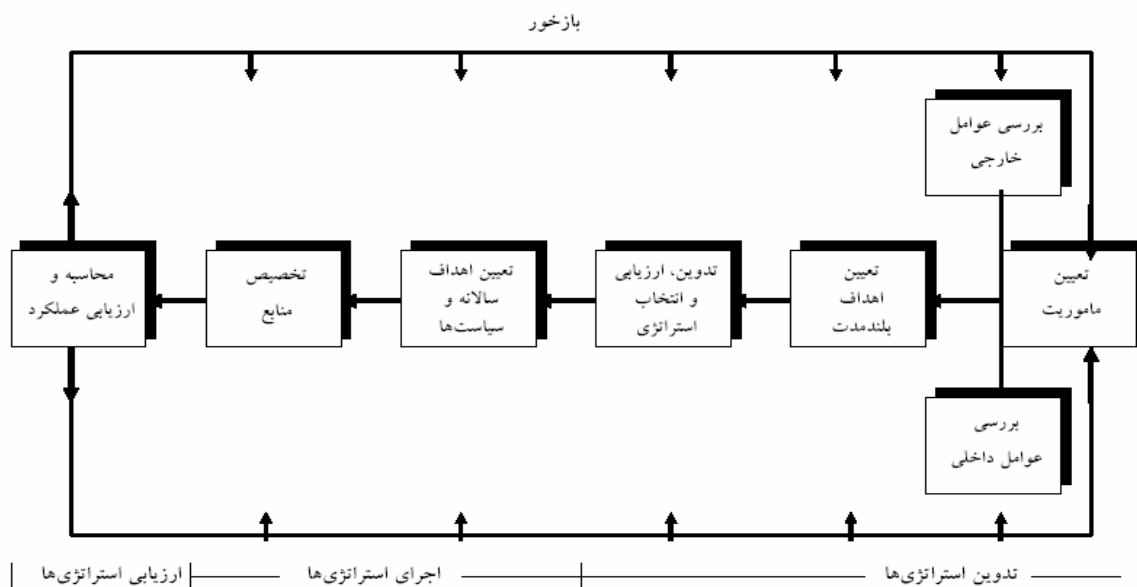 بازخور
بررسی عوامل
خارجی
تعیین
ماموریت
بررسی
عوامل داخلی
تعیین
اهداف
بلندمدت
تدوین، ارزیابی
و انتخاب
استراتژی
تعیین اهداف
سالانه و
سیاست‌ها
تخصیص
منابع
محاسبه و
ارزیابی عملکرد
تدوین استراتژی‌ها
اجرای استراتژی‌ها
ارزیابی استراتژی‌ها